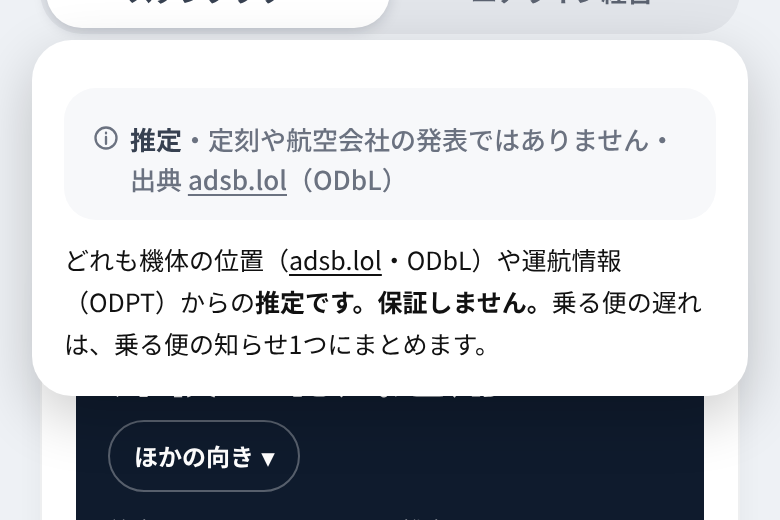 推定・定刻や航空会社の発表ではありません・
出典 adsb.lol（ODbL）
どれも機体の位置（adsb.lol・ODbL）や運航情報
（ODPT）からの推定です。保証しません。乗る便の遅れ
は、乗る便の知らせ1つにまとめます。
ほかの向き ▾